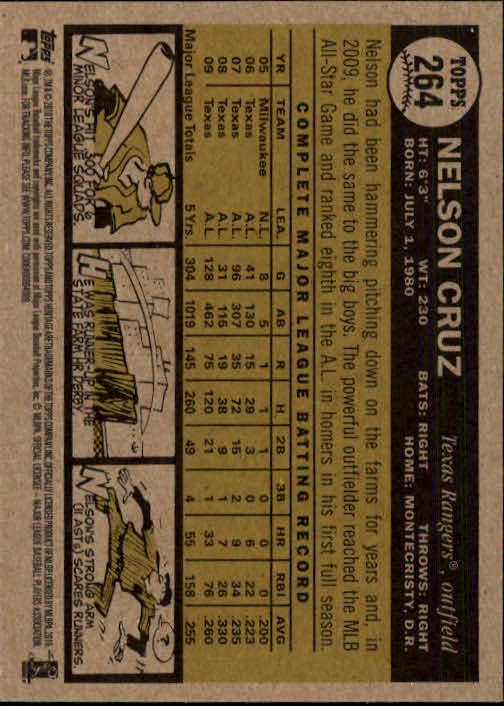 TOPPS
264
NELSON CRUZ
Texas Rangers®, outfield
HT: 6'3" WT: 230 BATS: RIGHT THROWS: RIGHT
BORN: JULY 1, 1980 HOME: MONTECRISTY, D.R.
Nelson had been hammering pitching down on the farms for years and, in
2009, he did the same to the big boys. The powerful outfielder reached the MLB
All-Star Game and ranked eighth in the A.L. in homers in his first full season.
COMPLETE MAJOR LEAGUE BATTING RECORD
YR TEAM LEA. G AB R H 2B 3B HR RBI AVG
05 Milwaukee N.L. 8 5 1 1 1 0 0 0 .200
06 Texas A.L. 41 130 15 29 3 0 6 22 .223
07 Texas A.L. 96 307 35 72 15 2 9 34 .235
08 Texas A.L. 31 115 19 38 9 1 7 26 .330
09 Texas A.L. 128 462 75 120 21 1 33 76 .260
Major League Totals 5 Yrs. 304 1019 145 260 49 4 55 158 .255
NELSON'S HIT .300 FOR 6
MINOR LEAGUE SQUADS.
HE WAS RUNNER-UP IN THE
STATE FARM HR DERBY.
?
NELSON'S STRONG ARM
(11 ASTS.) SCARES RUNNERS.
TOPPS